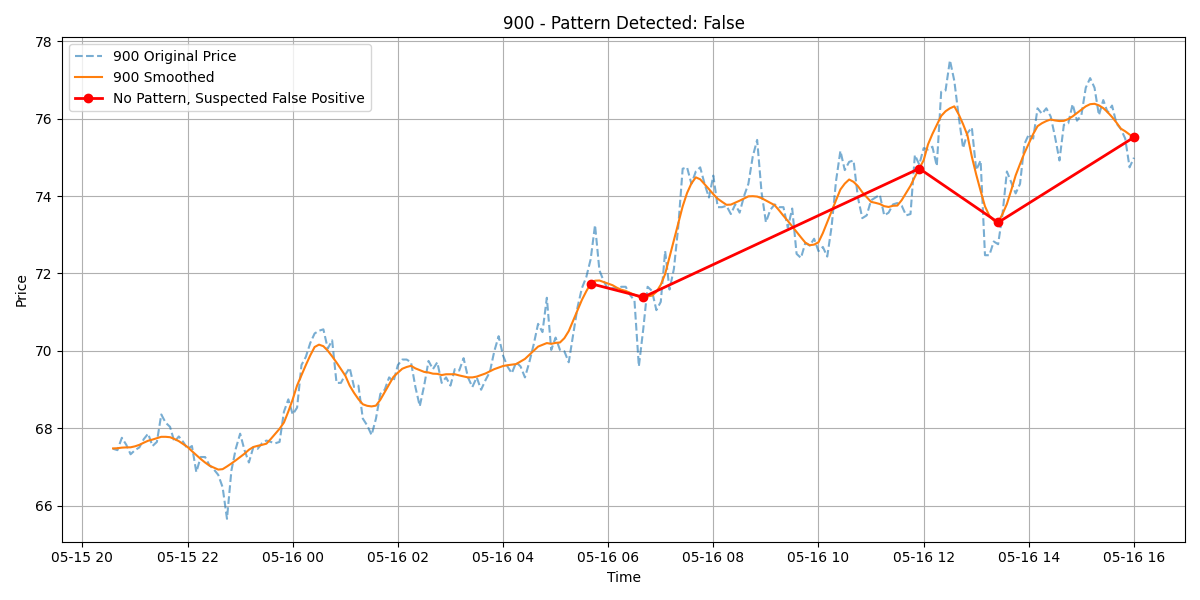 900 - Pattern Detected: False
900 Original Price
900 Smoothed
No Pattern, Suspected False Positive
Price
78
76
74
72
70
68
66
05-15 20 05-15 22 05-16 00 05-16 02 05-16 04 05-16 06 05-16 08 05-16 10 05-16 12 05-16 14 05-16 16
Time